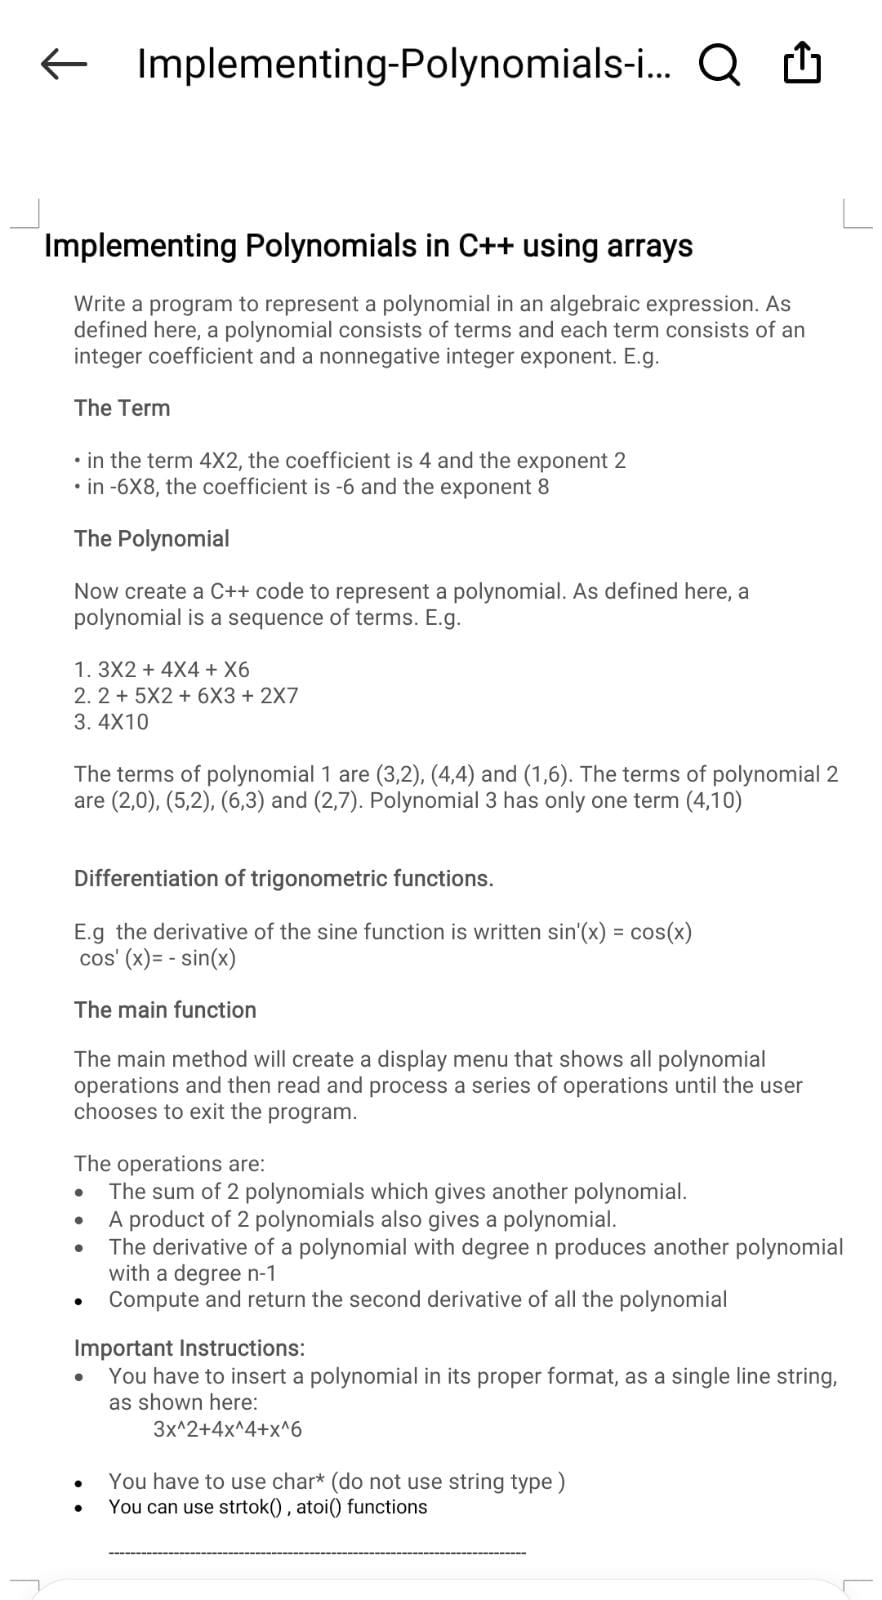 Implementing-Polynomials-i...
Implementing Polynomials in C++ using arrays
Write a program to represent a polynomial in an algebraic expression. As
defined here, a polynomial consists of terms and each term consists of an
integer coefficient and a nonnegative integer exponent. E.g.
The Term
• in the term 4X2, the coefficient is 4 and the exponent 2
• in -6X8, the coefficient is -6 and the exponent 8
The Polynomial
Now create a C++ code to represent a polynomial. As defined here, a
polynomial is a sequence of terms. E.g.
1. 3X2 + 4X4 + X6
2. 2 + 5X2 + 6X3 + 2X7
3. 4X10
The terms of polynomial 1 are (3,2), (4,4) and (1,6). The terms of polynomial 2
are (2,0), (5,2), (6,3) and (2,7). Polynomial 3 has only one term (4,10)
Differentiation of trigonometric functions.
E.g  the derivative of the sine function is written sin'(x) = cos(x)
cos' (x)= - sin(x)
The main function
The main method will create a display menu that shows all polynomial
operations and then read and process a series of operations until the user
chooses to exit the program.
The operations are:
• The sum of 2 polynomials which gives another polynomial.
• A product of 2 polynomials also gives a polynomial.
• The derivative of a polynomial with degree n produces another polynomial
with a degree n-1
• Compute and return the second derivative of all the polynomial
Important Instructions:
• You have to insert a polynomial in its proper format, as a single line string,
as shown here:
3x^2+4x^4+x^6
• You have to use char* (do not use string type )
• You can use strtok() , atoi() functions
------------------------------------------------------------------------------